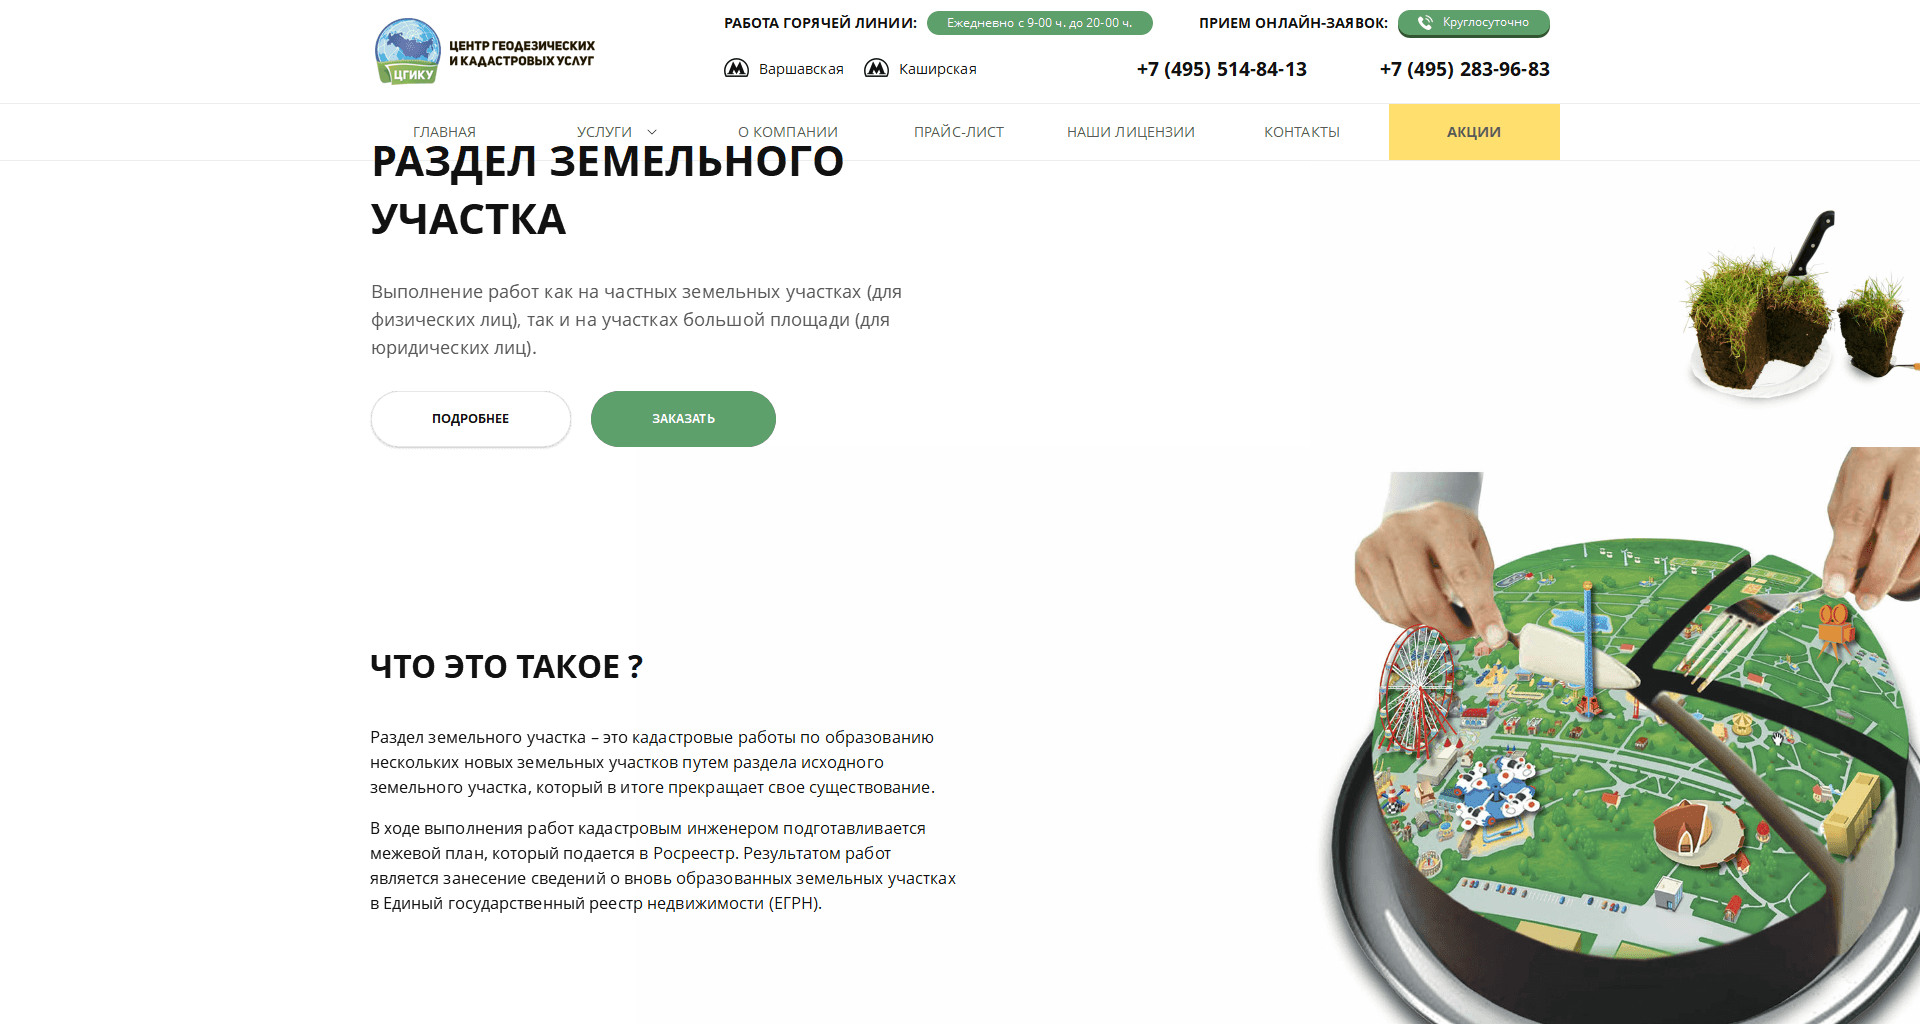 ЦГИКУ
ЦЕНТР ГЕОДЕЗИЧЕСКИХ
И КАДАСТРОВЫХ УСЛУГ
РАБОТА ГОРЯЧЕЙ ЛИНИИ: Ежедневно с 9-00 ч. до 20-00 ч.
ПРИЕМ ОНЛАЙН-ЗАЯВОК: Круглосуточно
Варшавская Каширская
+7 (495) 514-84-13 +7 (495) 283-96-83
ГЛАВНАЯ УСЛУГИ О КОМПАНИИ ПРАЙС-ЛИСТ НАШИ ЛИЦЕНЗИИ КОНТАКТЫ АКЦИИ
РАЗДЕЛ ЗЕМЕЛЬНОГО
УЧАСТКА
Выполнение работ как на частных земельных участках (для
физических лиц), так и на участках большой площади (для
юридических лиц).
ПОДРОБНЕЕ ЗАКАЗАТЬ
ЧТО ЭТО ТАКОЕ ?
Раздел земельного участка – это кадастровые работы по образованию
нескольких новых земельных участков путем раздела исходного
земельного участка, который в итоге прекращает свое существование.
В ходе выполнения работ кадастровым инженером подготавливается
межевой план, который подается в Росреестр. Результатом работ
является занесение сведений о вновь образованных земельных участках
в Единый государственный реестр недвижимости (ЕГРН).